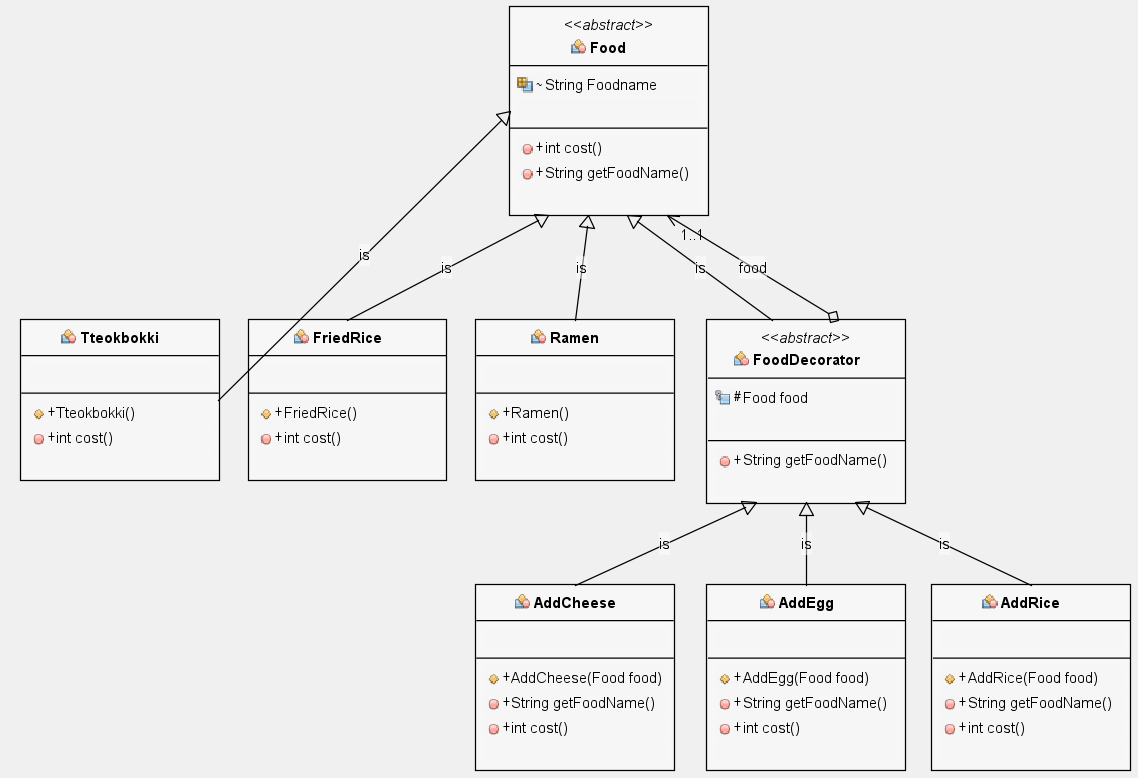 <<abstract>>
Food
~ String Foodname
+ int cost()
+ String getFoodName()
1..1
is
is
is
is
food
Tteokbokki
+Tteokbokki()
+int cost()
FriedRice
+FriedRice()
+int cost()
Ramen
+Ramen()
+int cost()
<<abstract>>
FoodDecorator
# Food food
+ String getFoodName()
is
is
is
AddCheese
+AddCheese(Food food)
+String getFoodName()
+int cost()
AddEgg
+AddEgg(Food food)
+String getFoodName()
+int cost()
AddRice
+AddRice(Food food)
+String getFoodName()
+int cost()